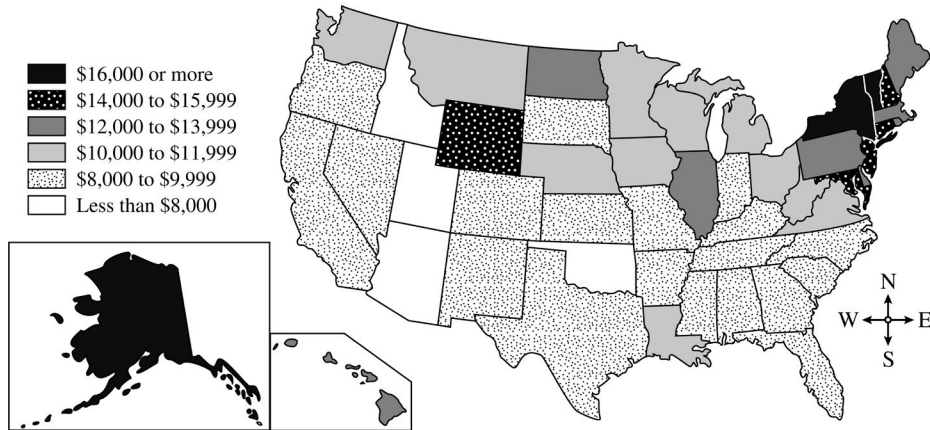 $16,000 or more
$14,000 to $15,999
$12,000 to $13,999
$10,000 to $11,999
$8,000 to $9,999
Less than $8,000
N
W E
S